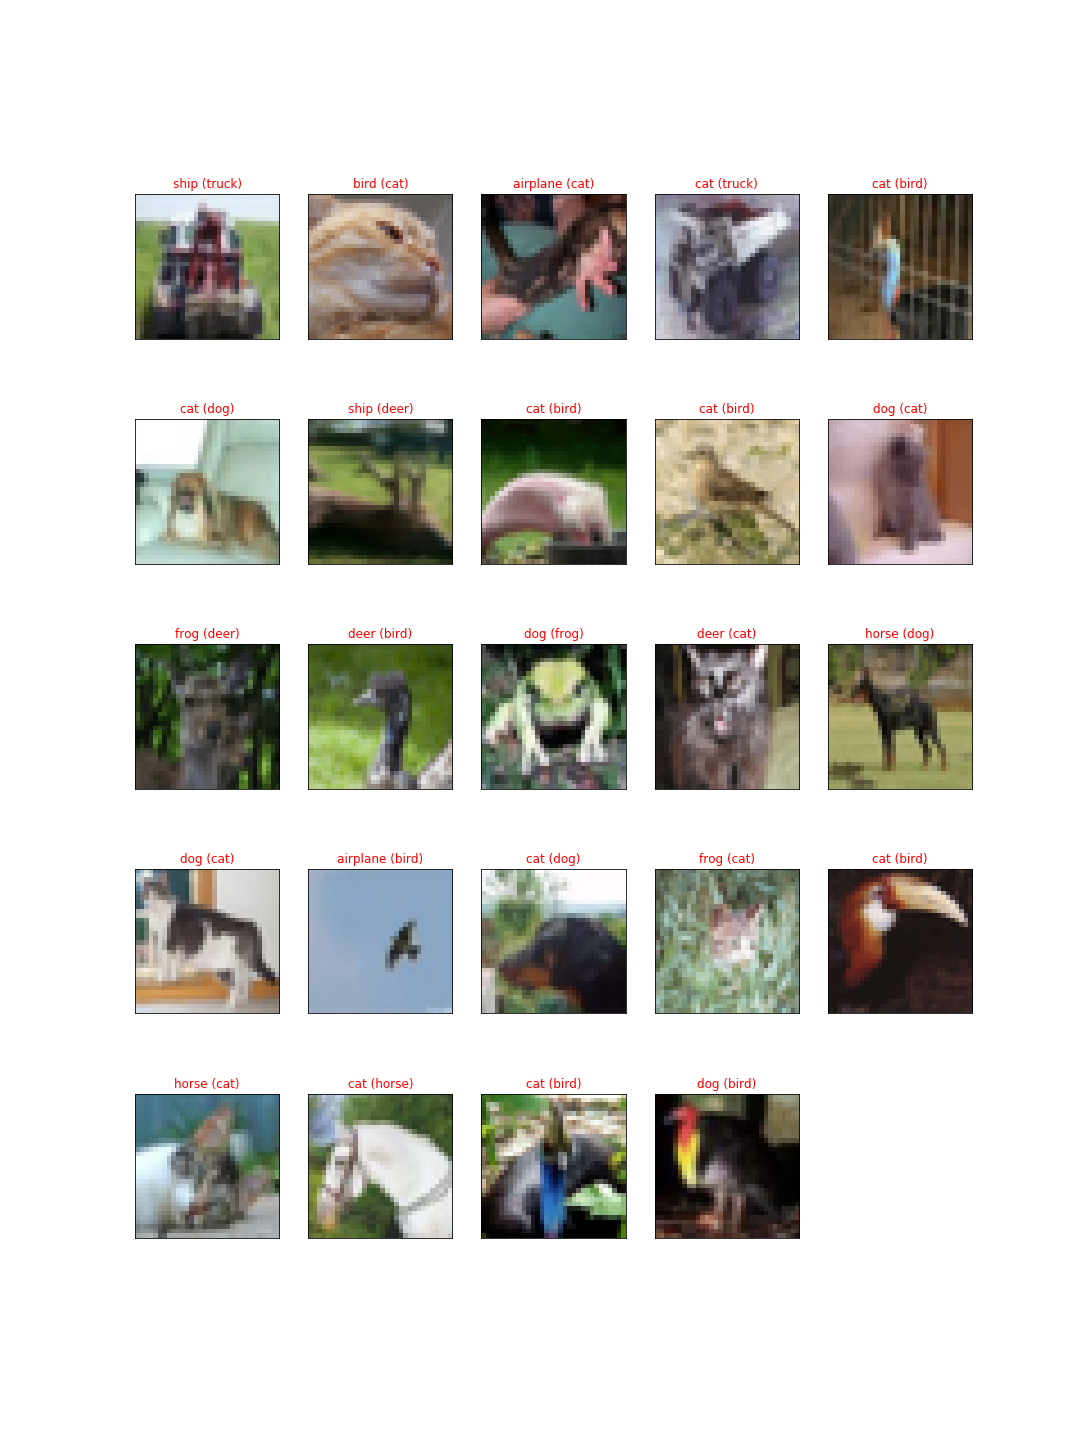 ship (truck) bird (cat) airplane (cat) cat (truck) cat (bird)
cat (dog) ship (deer) cat (bird) cat (bird) dog (cat)
frog (deer) deer (bird) dog (frog) deer (cat) horse (dog)
dog (cat) airplane (bird) cat (dog) frog (cat) cat (bird)
horse (cat) cat (horse) cat (bird) dog (bird)